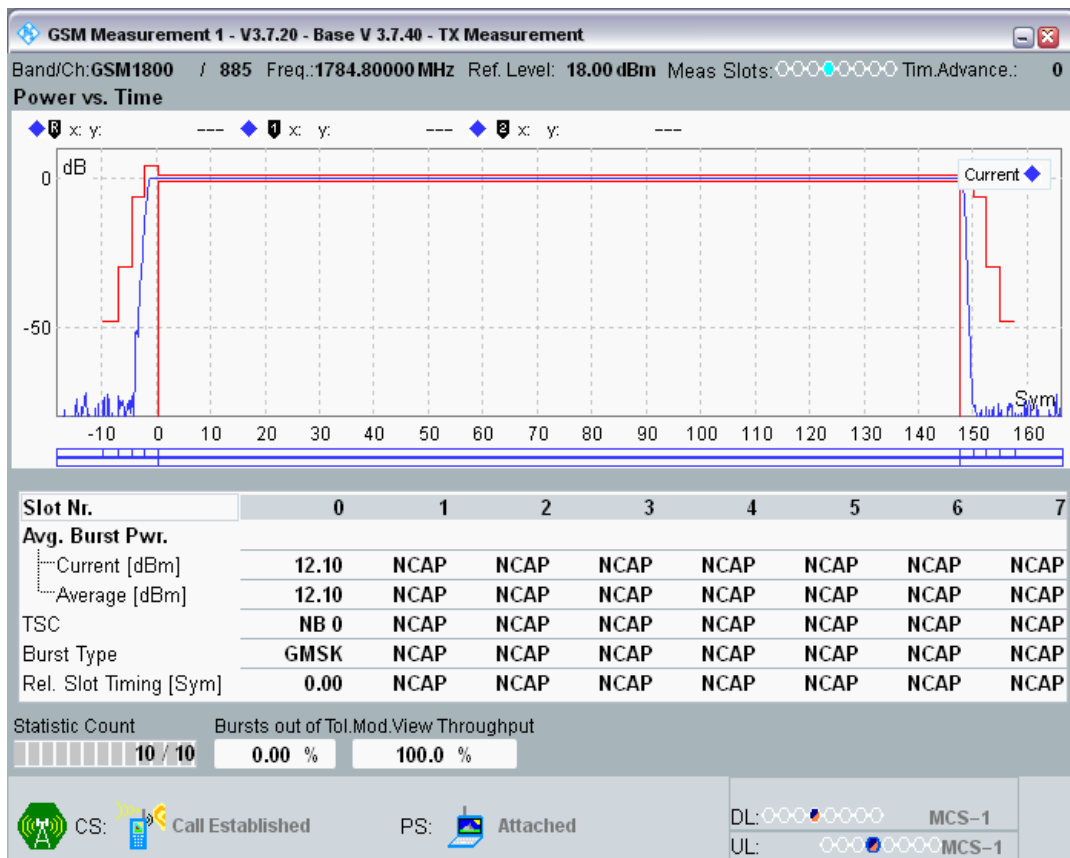 GSM Measurement 1 - V3.7.20 - Base V 3.7.40 - TX Measurement
Band/Ch:GSM1800 / 885 Freq.:1784.80000 MHz Ref. Level: 18.00 dBm Meas Slots: Tim.Advance.: 0
Power vs. Time
R x: y: --- 1 x: y: --- 2 x: y: ---
dB
Current
0
-50
Sym
-10 0 10 20 30 40 50 60 70 80 90 100 110 120 130 140 150 160
Slot Nr. 0 1 2 3 4 5 6 7
Avg. Burst Pwr.
Current [dBm] 12.10 NCAP NCAP NCAP NCAP NCAP NCAP NCAP
Average [dBm] 12.10 NCAP NCAP NCAP NCAP NCAP NCAP NCAP
TSC NB 0 NCAP NCAP NCAP NCAP NCAP NCAP NCAP
Burst Type GMSK NCAP NCAP NCAP NCAP NCAP NCAP NCAP
Rel. Slot Timing [Sym] 0.00 NCAP NCAP NCAP NCAP NCAP NCAP NCAP
Statistic Count Bursts out of Tol.Mod.View Throughput
10 / 10 0.00 % 100.0 %
CS: Call Established PS: Attached
DL: MCS-1
UL: MCS-1